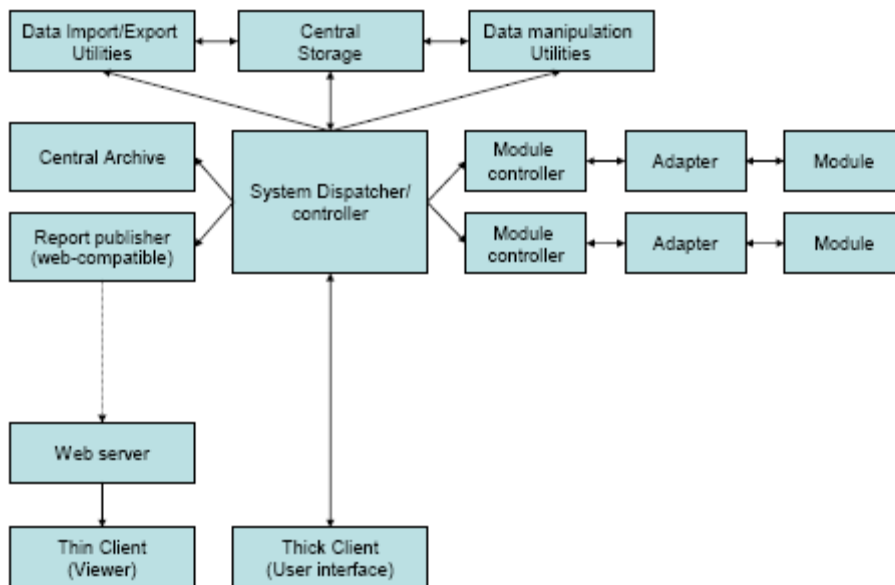 Data Import/Export
Utilities
Central
Storage
Data manipulation
Utilities
Central Archive
System Dispatcher/
controller
Module
controller
Adapter
Module
Report publisher
(web-compatible)
Module
controller
Adapter
Module
Web server
Thin Client
(Viewer)
Thick Client
(User interface)